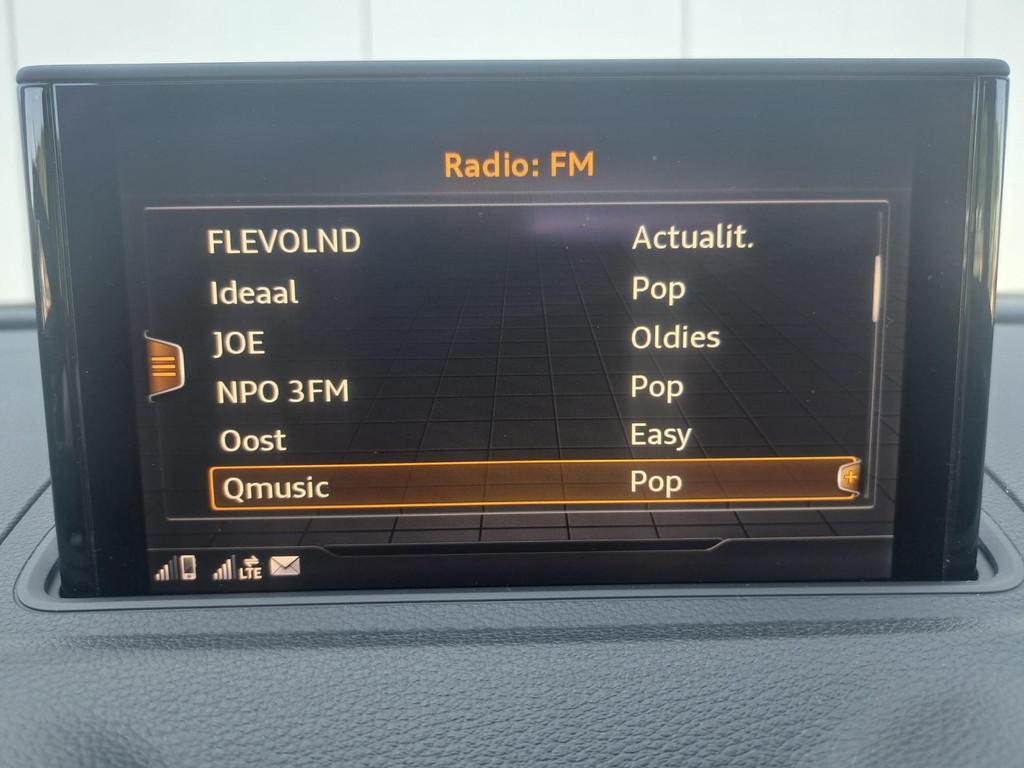 Radio: FM
FLEVOLND Actualit.
Ideaal Pop
JOE Oldies
NPO 3FM Pop
Oost Easy
Qmusic Pop
LTE